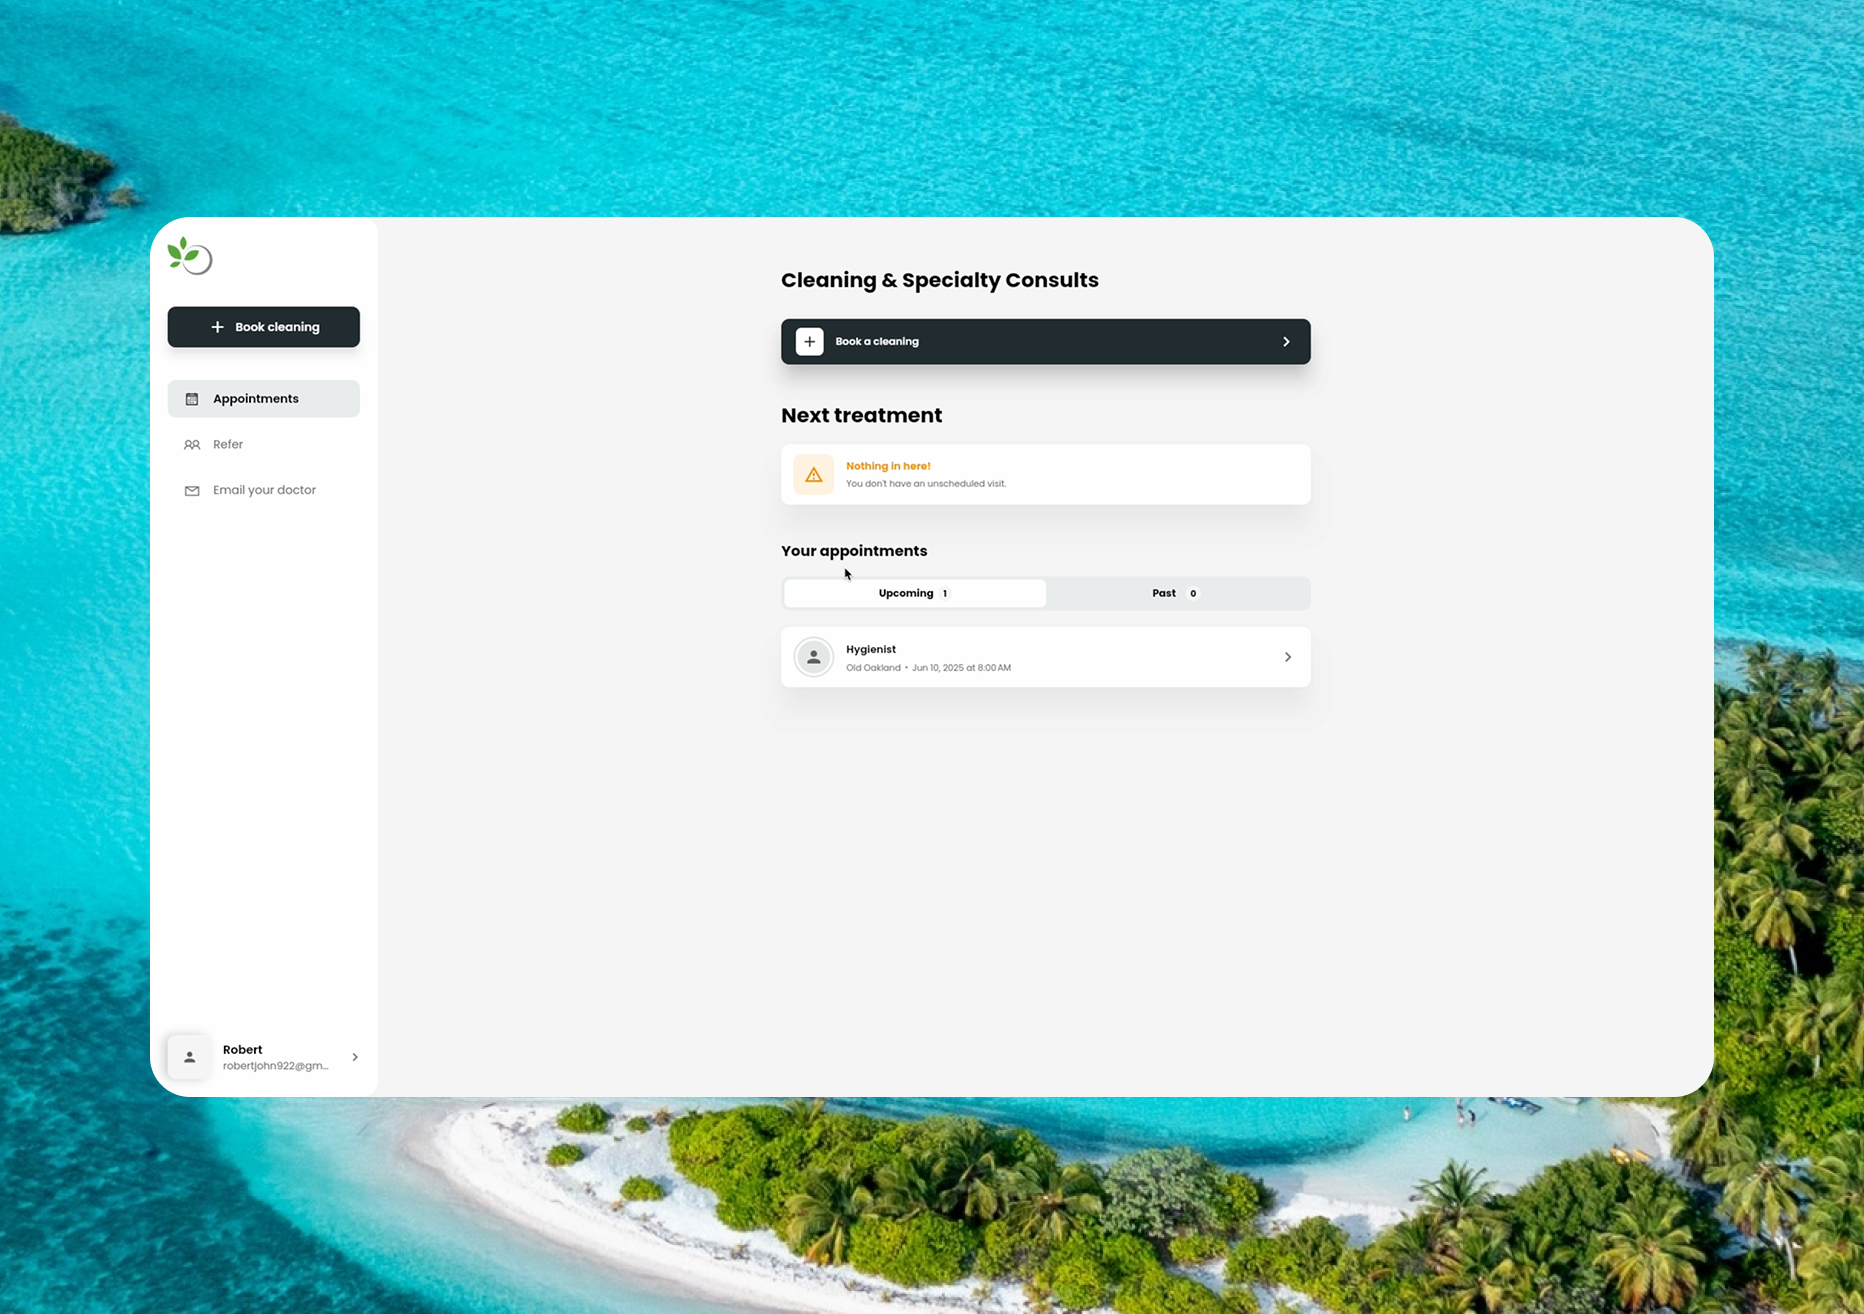 Book cleaning
Appointments
Refer
Email your doctor
Robert
robertjohn922@gm...
Cleaning & Specialty Consults
Book a cleaning
Next treatment
Nothing in here!
You don't have an unscheduled visit.
Your appointments
Upcoming 1
Past 0
Hygienist
Old Oakland • Jun 10, 2025 at 8:00 AM